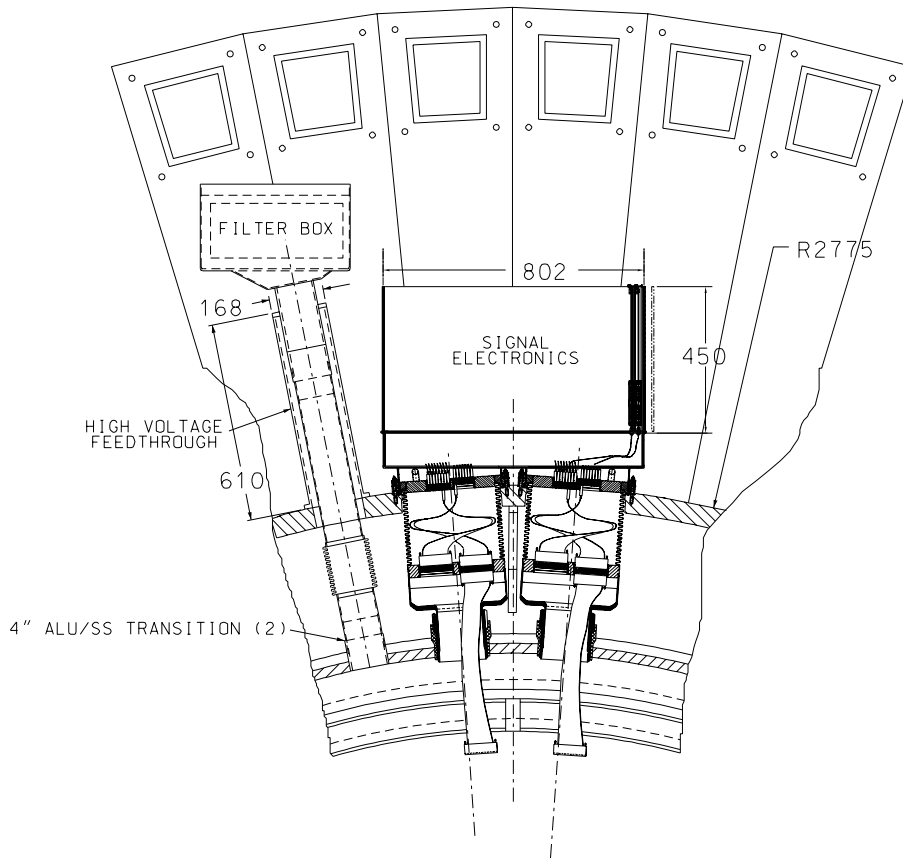 FILTER BOX
802
R2775
168
SIGNAL
ELECTRONICS
450
HIGH VOLTAGE
FEEDTHROUGH
610
4" ALU/SS TRANSITION (2)